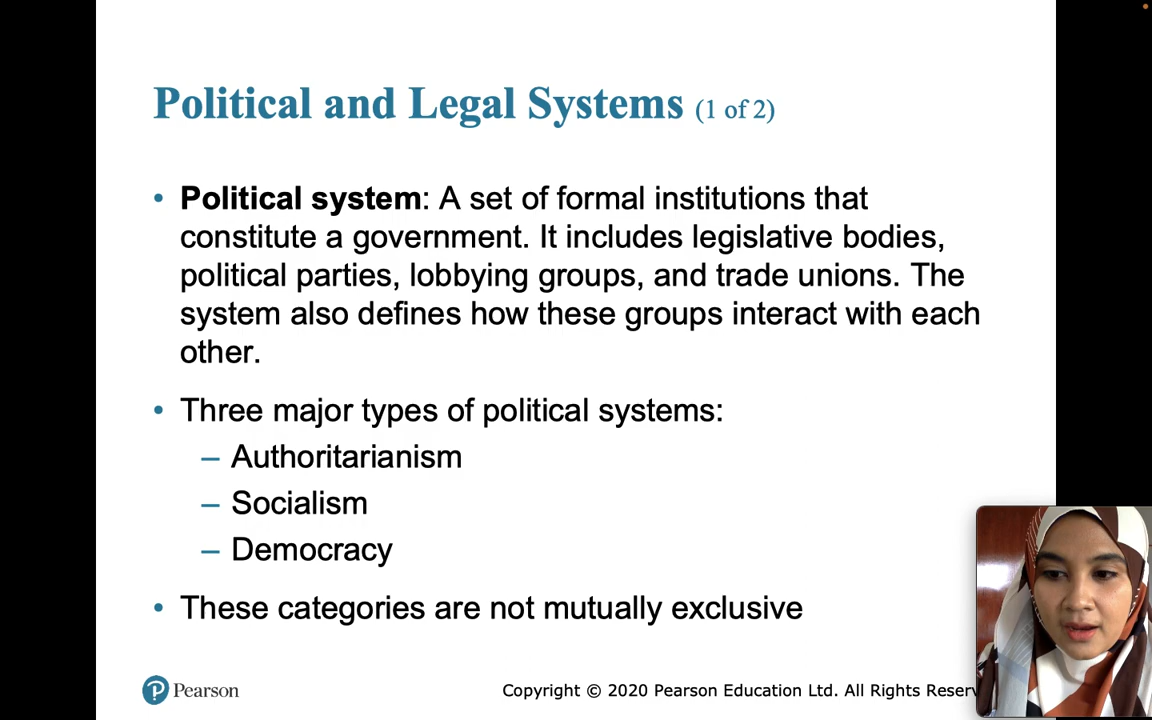 Political and Legal Systems (1 of 2)
• Political system: A set of formal institutions that
constitute a government. It includes legislative bodies,
political parties, lobbying groups, and trade unions. The
system also defines how these groups interact with each
other.
• Three major types of political systems:
– Authoritarianism
– Socialism
– Democracy
• These categories are not mutually exclusive
Pearson
Copyright © 2020 Pearson Education Ltd. All Rights